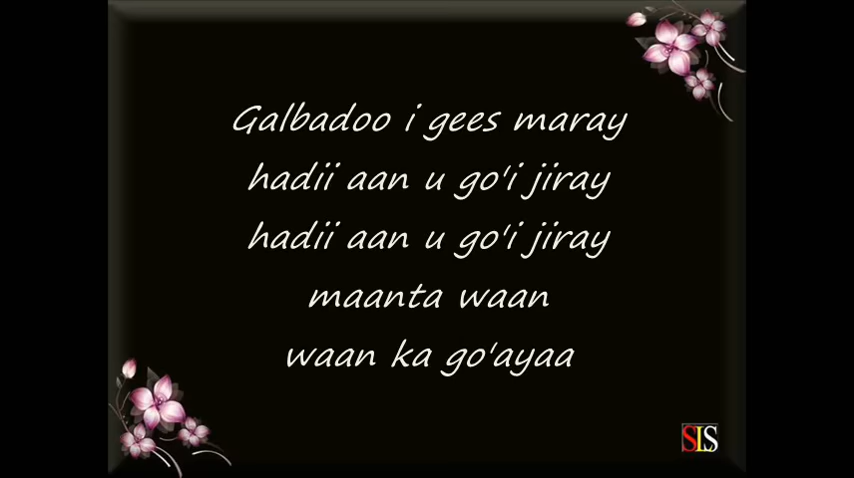 Galbadoo i gees maray
hadii aan u go'i jiray
hadii aan u go'i jiray
maanta waan
waan ka go'ayaa
SLS